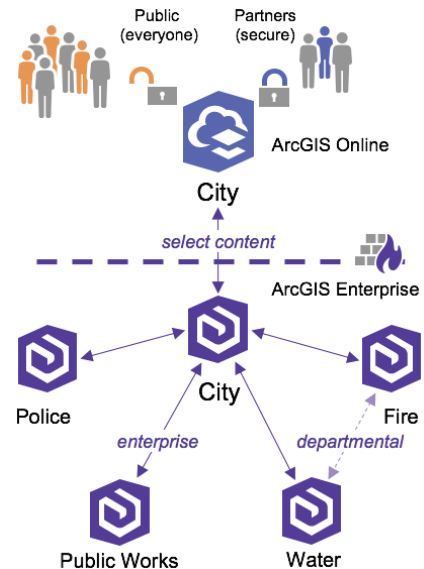 Public
(everyone)
Partners
(secure)
ArcGIS Online
City
select content
ArcGIS Enterprise
City
Police
Fire
enterprise
departmental
Public Works
Water